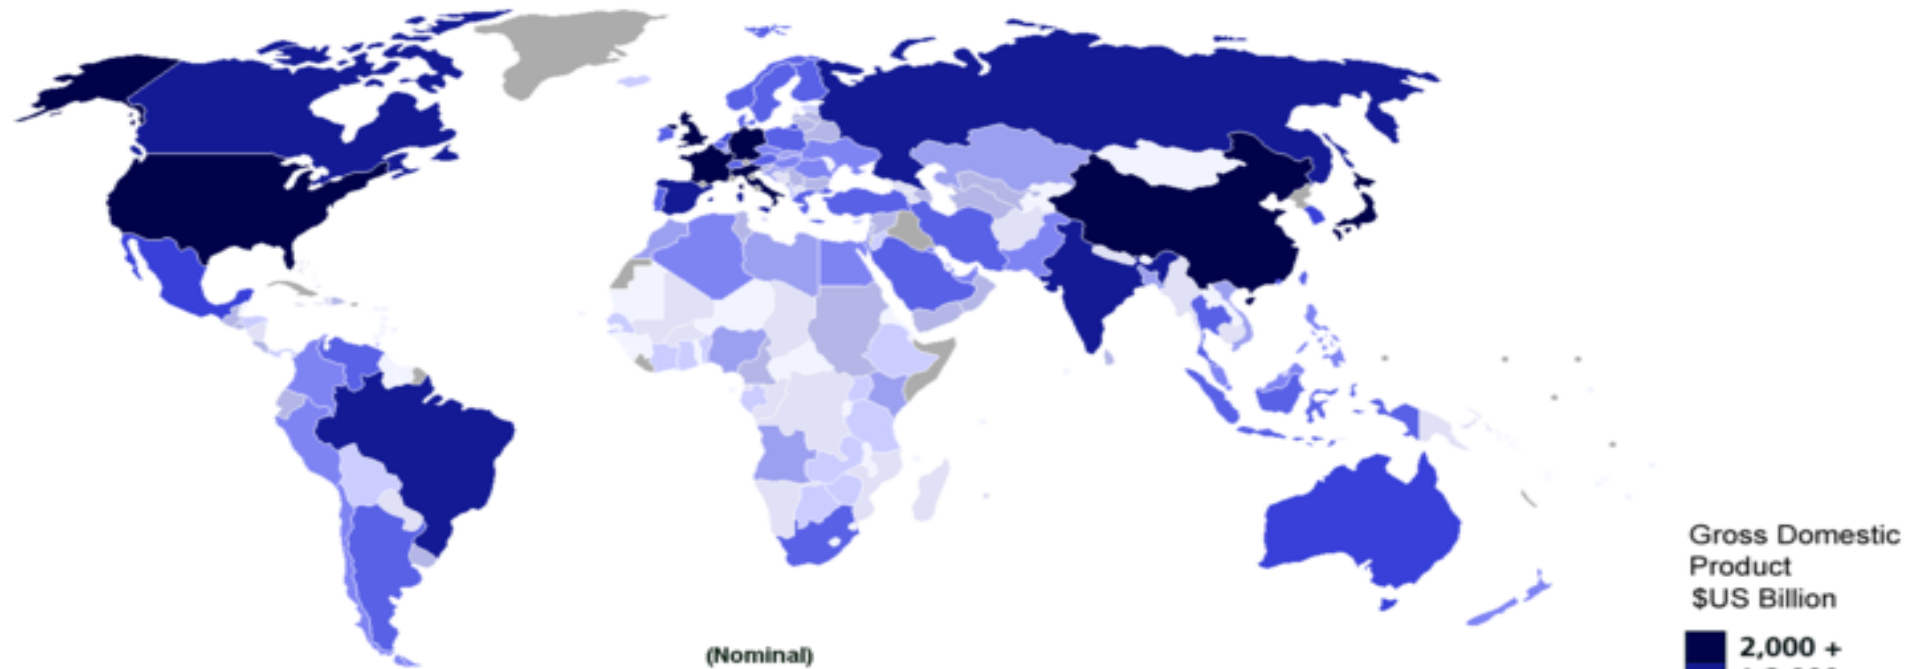 Gross Domestic
Product
$US Billion
2,000 +
(Nominal)